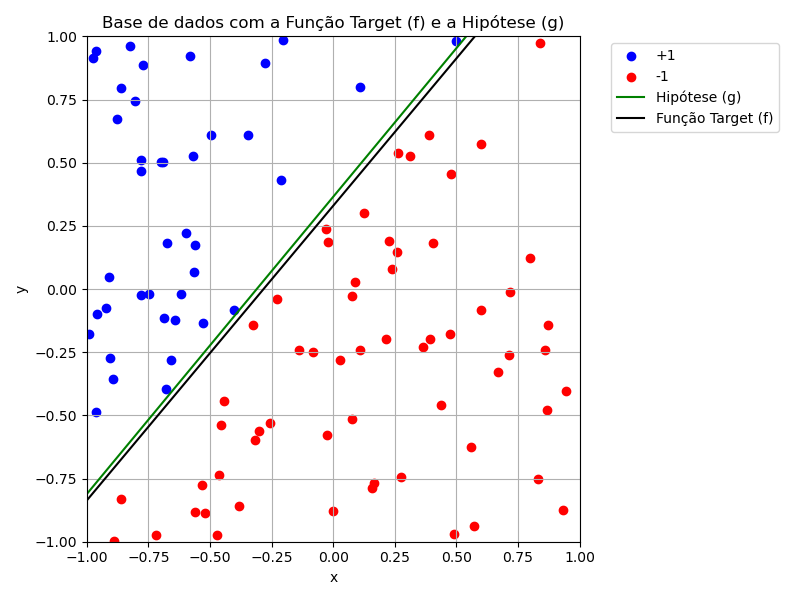 Base de dados com a Função Target (f) e a Hipótese (g)
1.00
0.75
0.50
0.25
0.00
−0.25
−0.50
−0.75
−1.00
y
−1.00 −0.75 −0.50 −0.25 0.00 0.25 0.50 0.75 1.00
x
+1
-1
Hipótese (g)
Função Target (f)